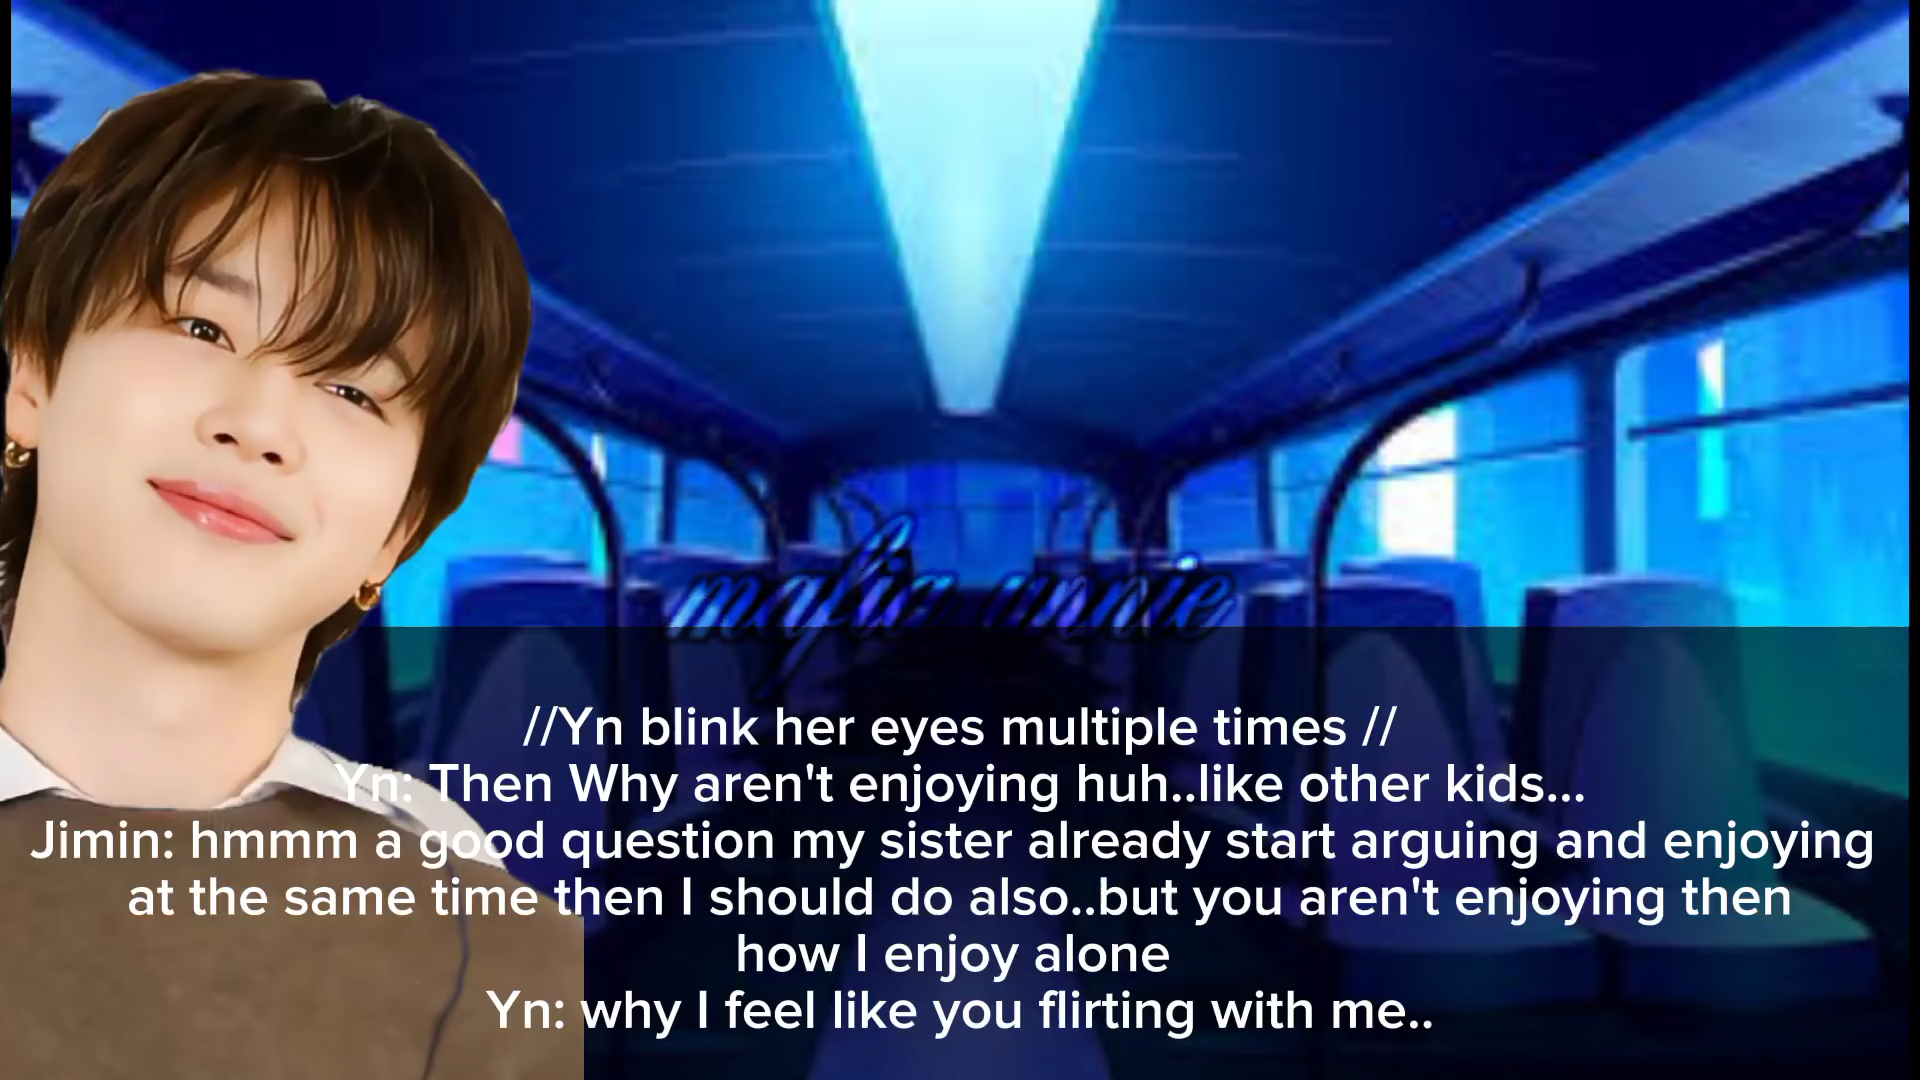 mafia unnie
//Yn blink her eyes multiple times //
Yn: Then Why aren't enjoying huh..like other kids...
Jimin: hmmm a good question my sister already start arguing and enjoying
at the same time then I should do also..but you aren't enjoying then
how I enjoy alone
Yn: why I feel like you flirting with me..